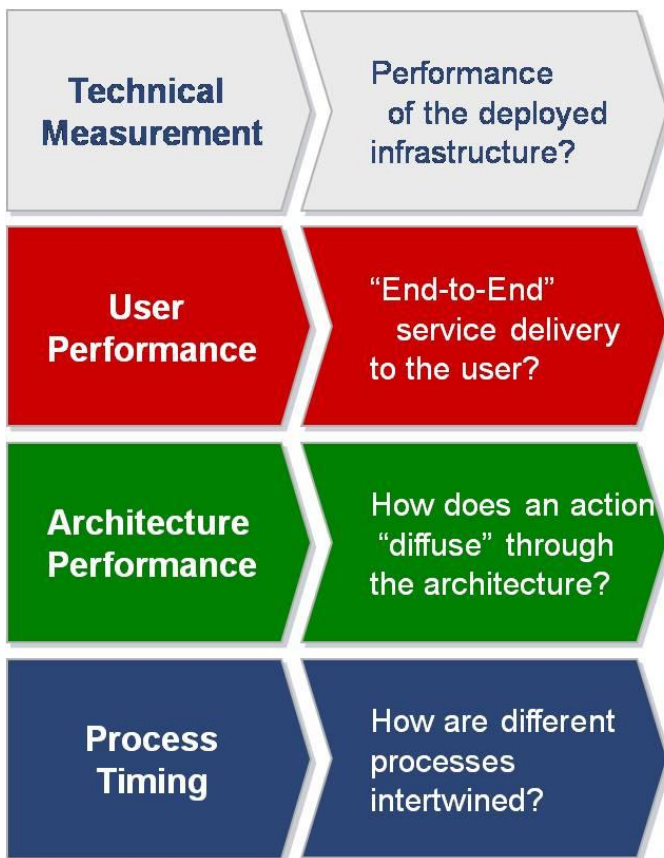 Technical
Measurement
Performance
of the deployed
infrastructure?
User
Performance
“End-to-End”
service delivery
to the user?
Architecture
Performance
How does an action
“diffuse” through
the architecture?
Process
Timing
How are different
processes
intertwined?